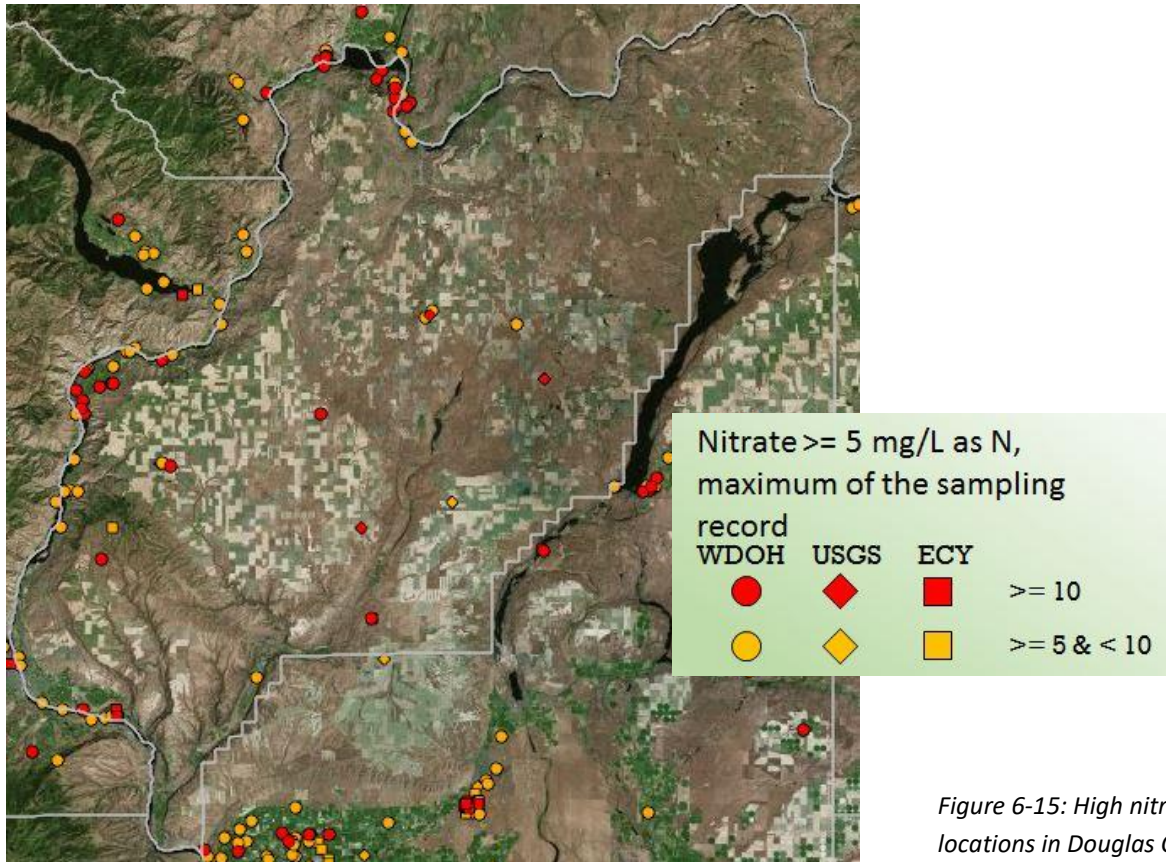 Nitrate >= 5 mg/L as N,
maximum of the sampling
record
WDOH USGS ECY
>= 10
>= 5 & < 10
Figure 6-15: High
locations in Douglas